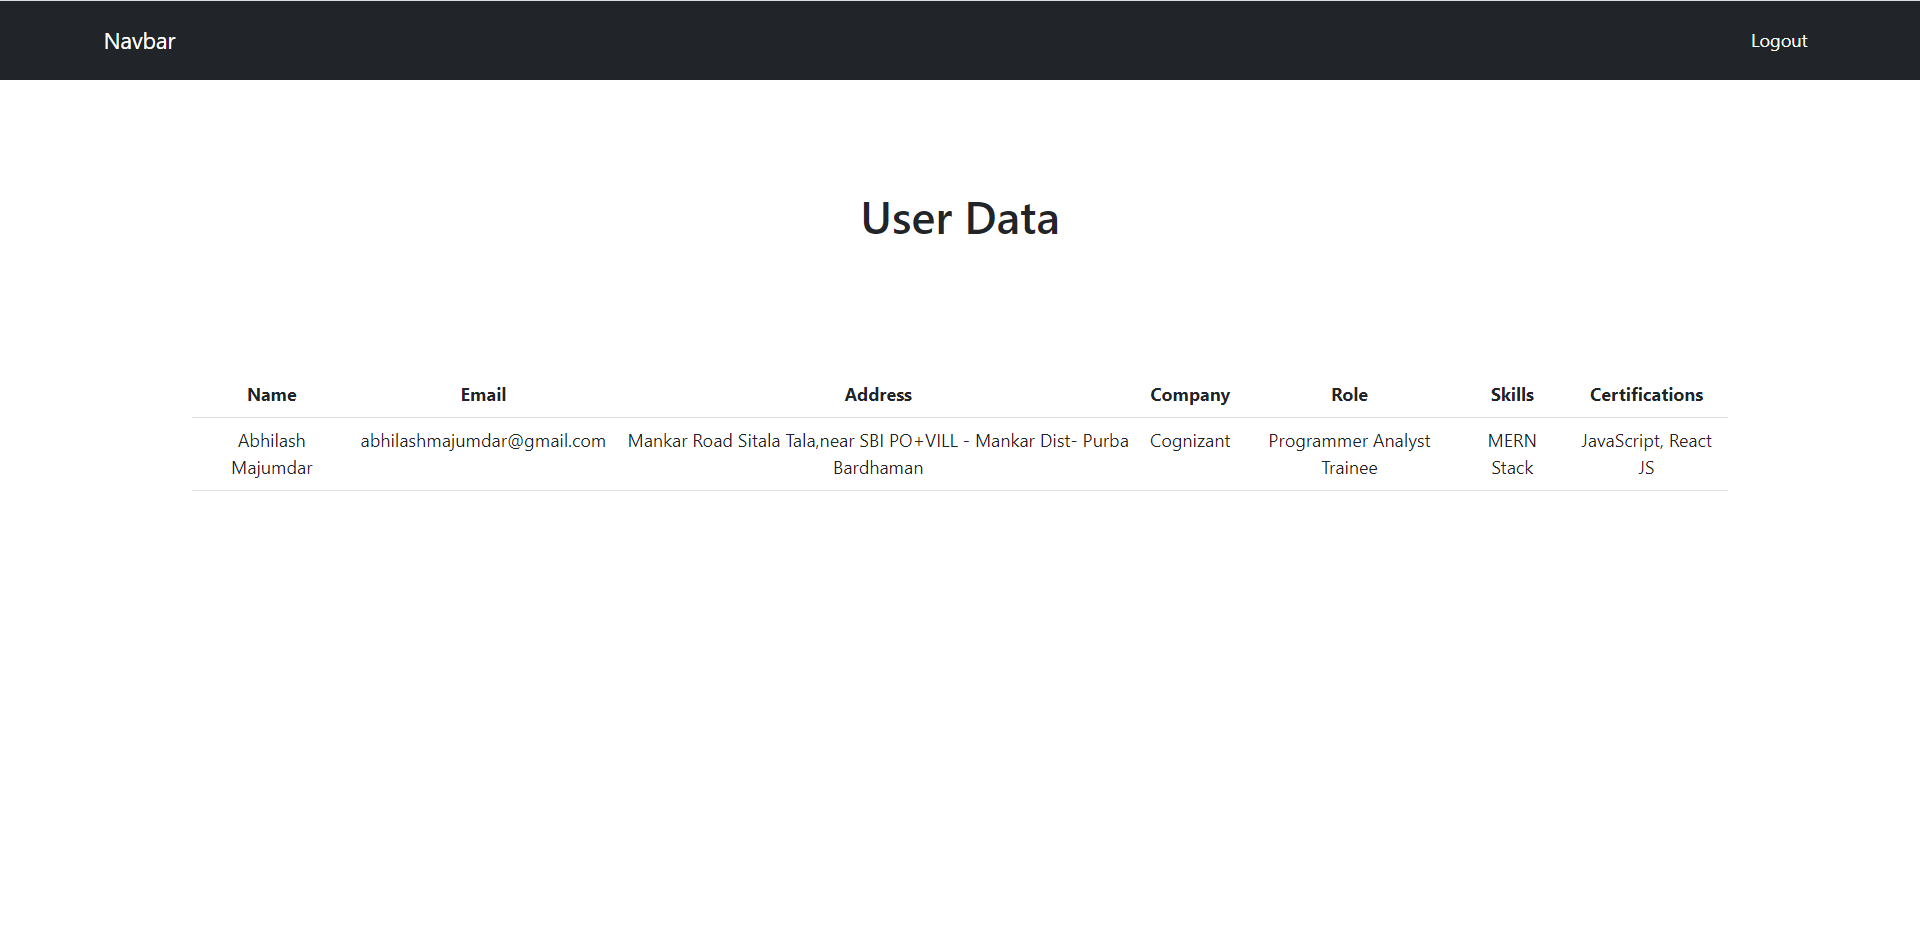 Navbar Logout
User Data
Name Email Address Company Role Skills Certifications
Abhilash abhilashmajumdar@gmail.com Mankar Road Sitala Tala,near SBI PO+VILL - Mankar Dist- Purba Cognizant Programmer Analyst MERN JavaScript, React
Majumdar Bardhaman Trainee Stack JS